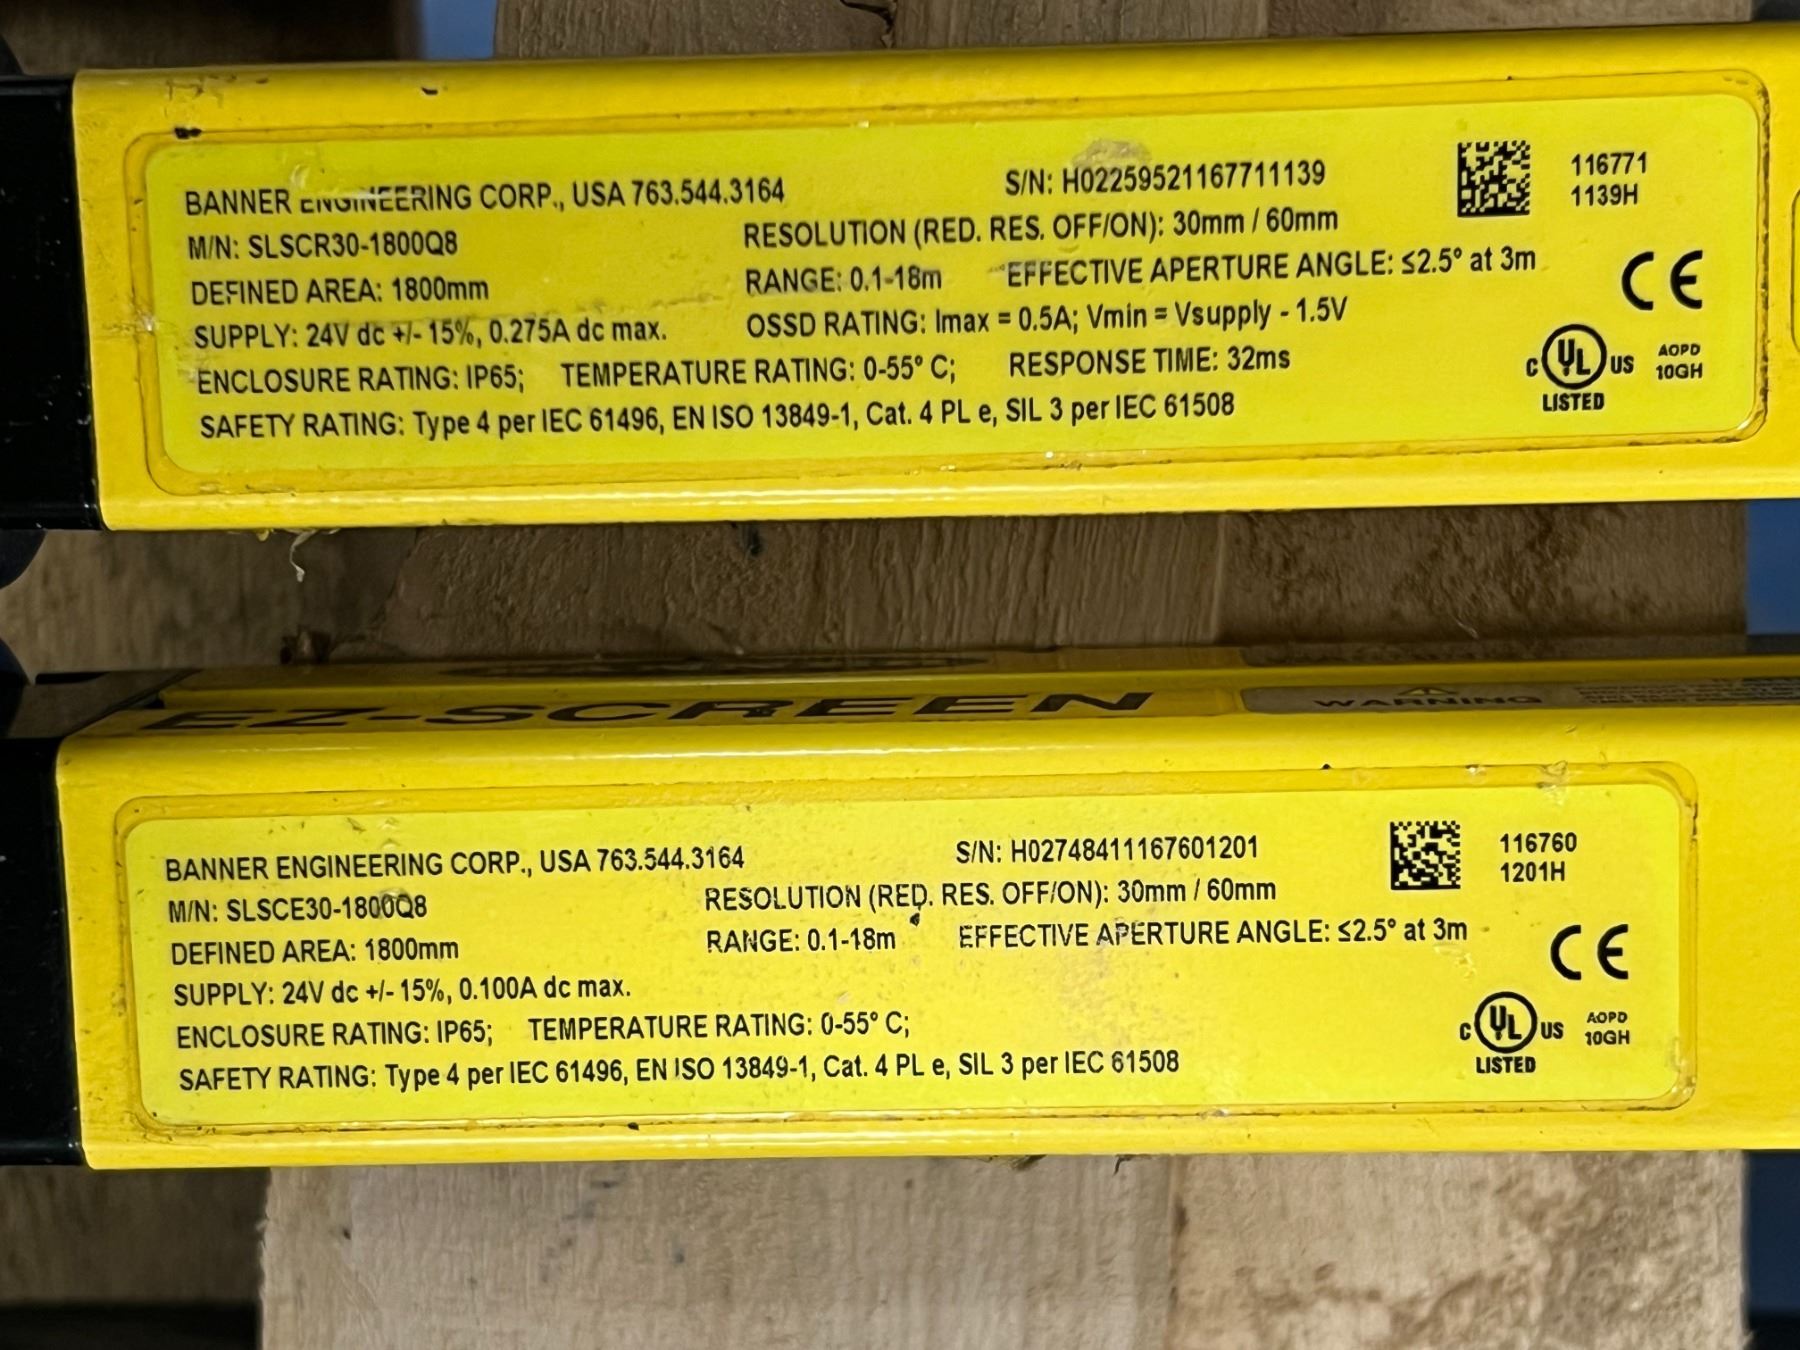 BANNER ENGINEERING CORP., USA 763.544.3164
S/N: H02259521167711139
116771
1139H
M/N: SLSCR30-1800Q8
RESOLUTION (RED. RES. OFF/ON): 30mm / 60mm
DEFINED AREA: 1800mm
RANGE: 0.1-18m EFFECTIVE APERTURE ANGLE: ≤2.5° at 3m
CE
SUPPLY: 24V dc +/- 15%, 0.275A dc max.
OSSD RATING: Imax = 0.5A; Vmin = Vsupply - 1.5V
ENCLOSURE RATING: IP65; TEMPERATURE RATING: 0-55° C; RESPONSE TIME: 32ms
SAFETY RATING: Type 4 per IEC 61496, EN ISO 13849-1, Cat. 4 PL e, SIL 3 per IEC 61508
C UL US
LISTED
AOPD
10GH
EZ-SCREEN
WARNING
BANNER ENGINEERING CORP., USA 763.544.3164
S/N: H02748411167601201
116760
1201H
M/N: SLSCE30-1800Q8
RESOLUTION (RED. RES. OFF/ON): 30mm / 60mm
DEFINED AREA: 1800mm
RANGE: 0.1-18m EFFECTIVE APERTURE ANGLE: ≤2.5° at 3m
CE
SUPPLY: 24V dc +/- 15%, 0.100A dc max.
ENCLOSURE RATING: IP65; TEMPERATURE RATING: 0-55° C;
SAFETY RATING: Type 4 per IEC 61496, EN ISO 13849-1, Cat. 4 PL e, SIL 3 per IEC 61508
C UL US
LISTED
AOPD
10GH